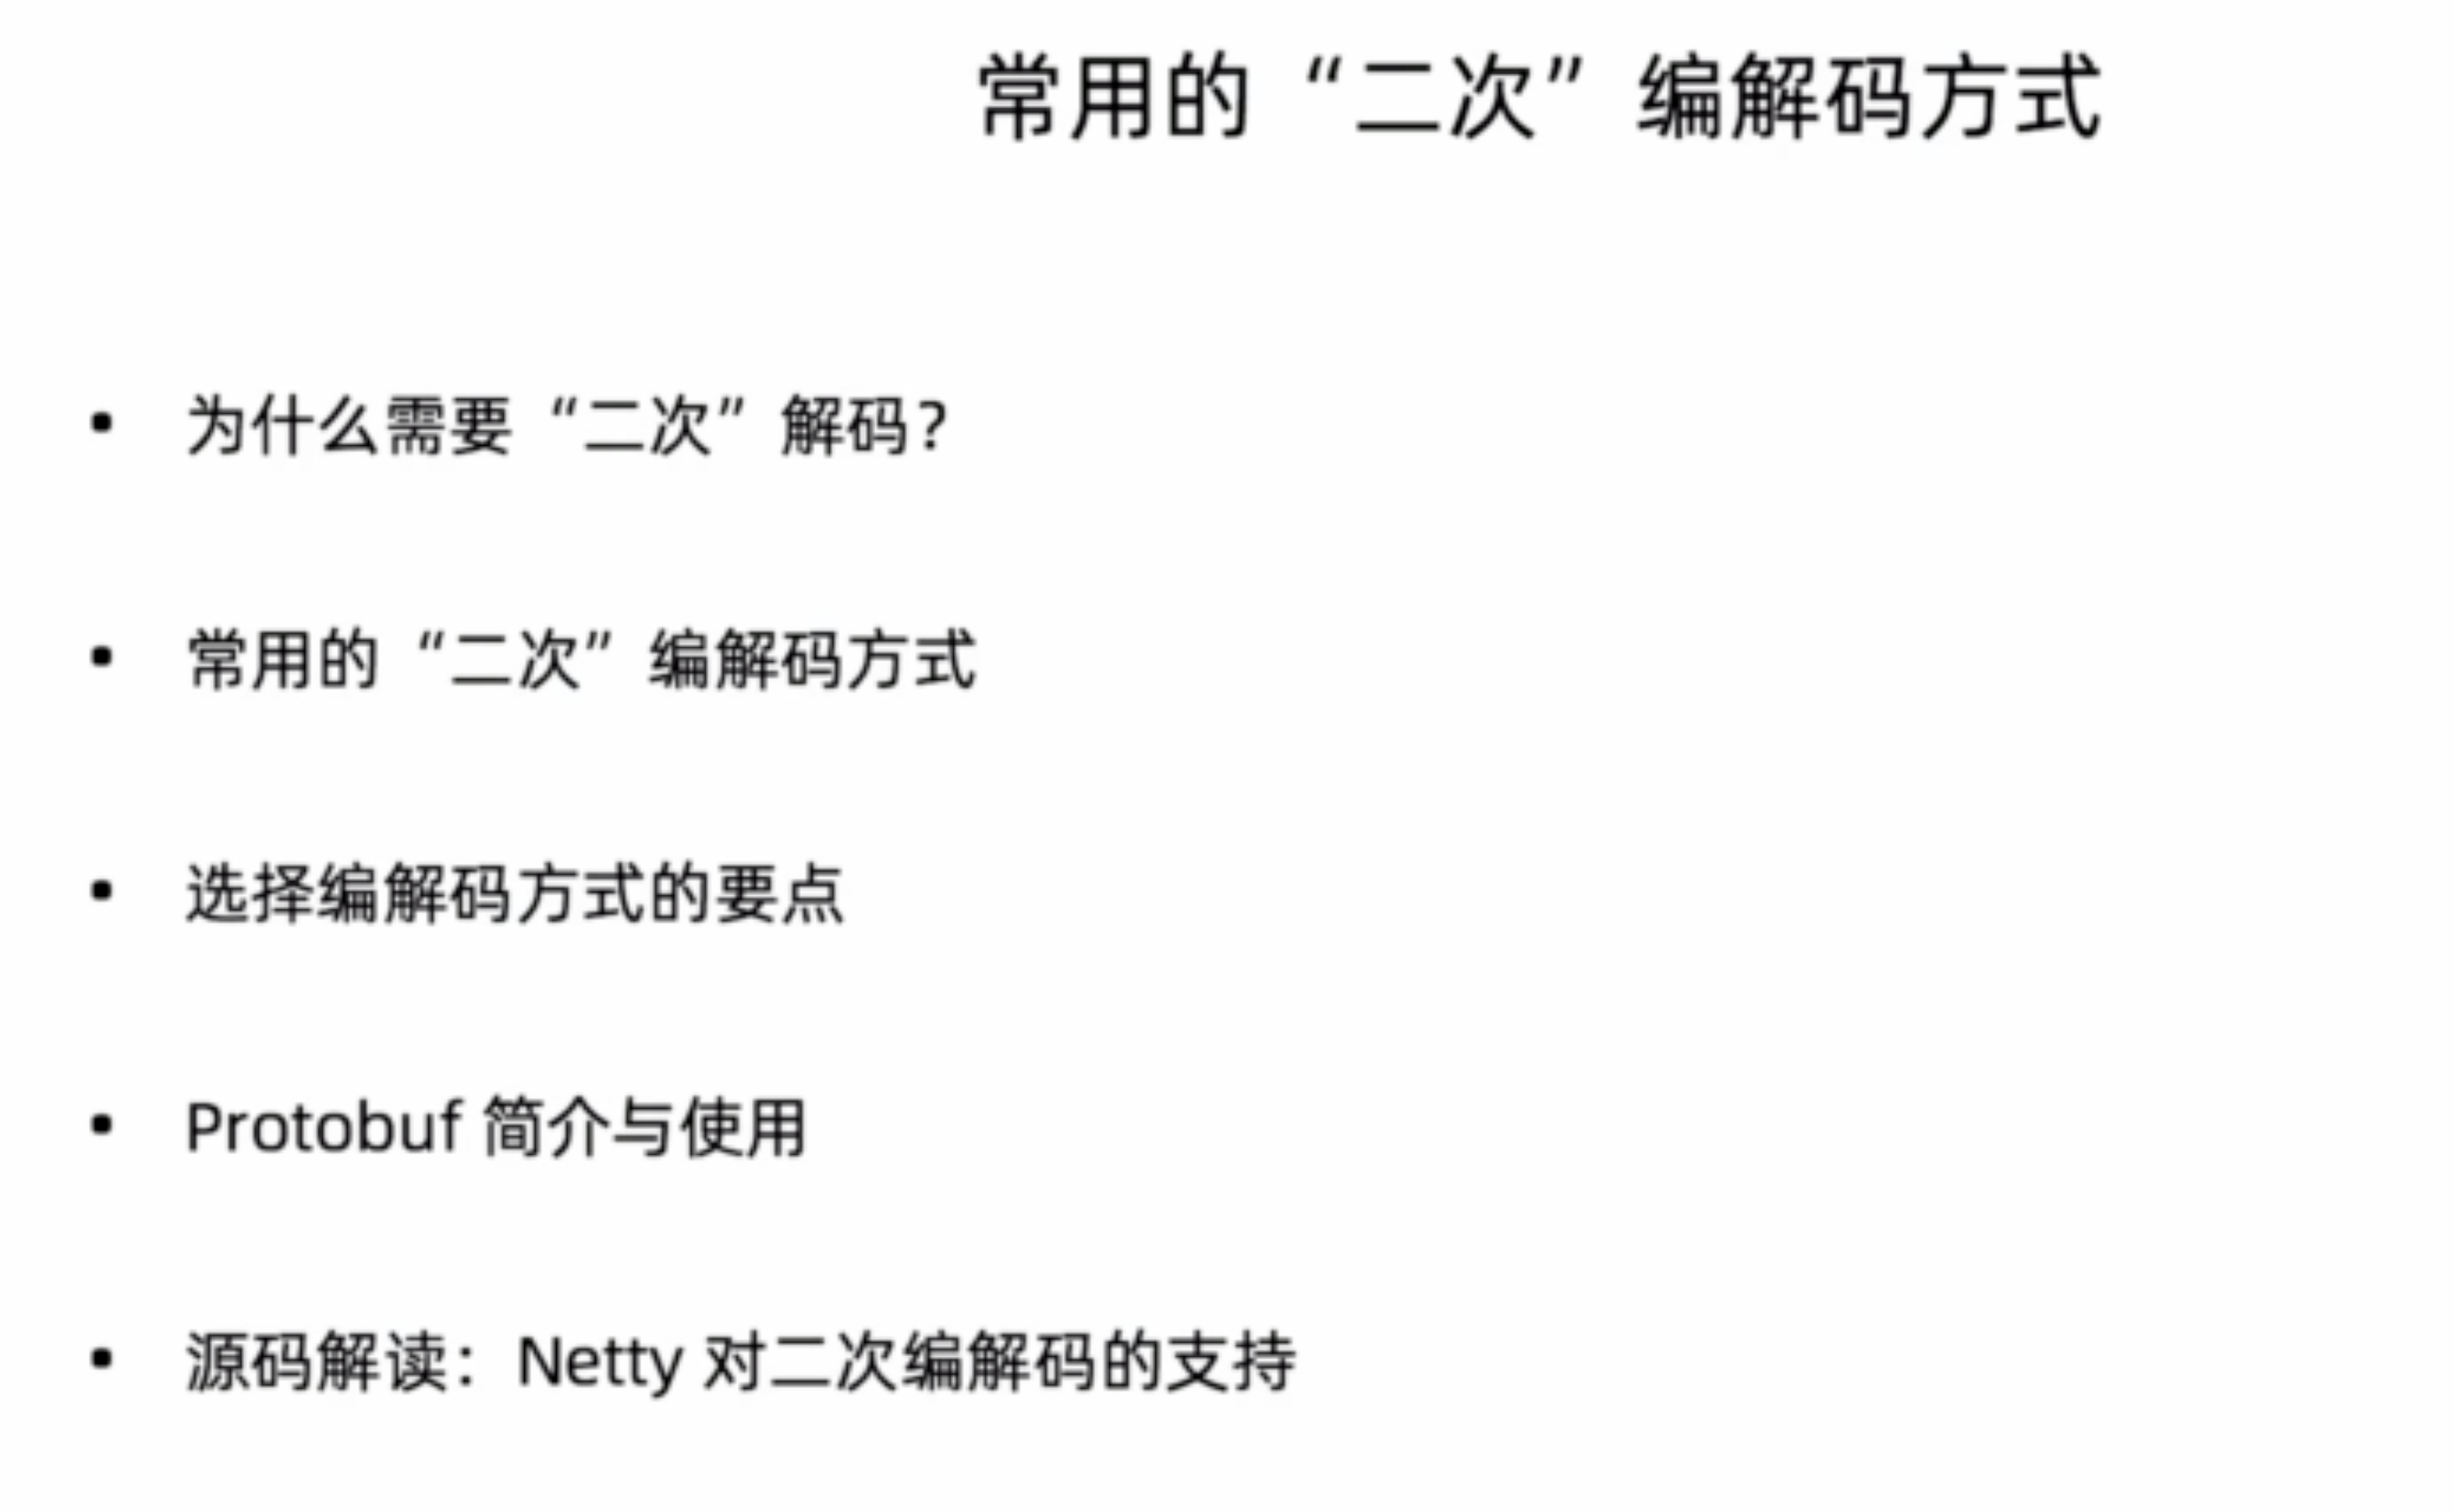 常用的“二次”编解码方式
• 为什么需要“二次”解码?
• 常用的“二次”编解码方式
• 选择编解码方式的要点
• Protobuf 简介与使用
• 源码解读：Netty 对二次编解码的支持